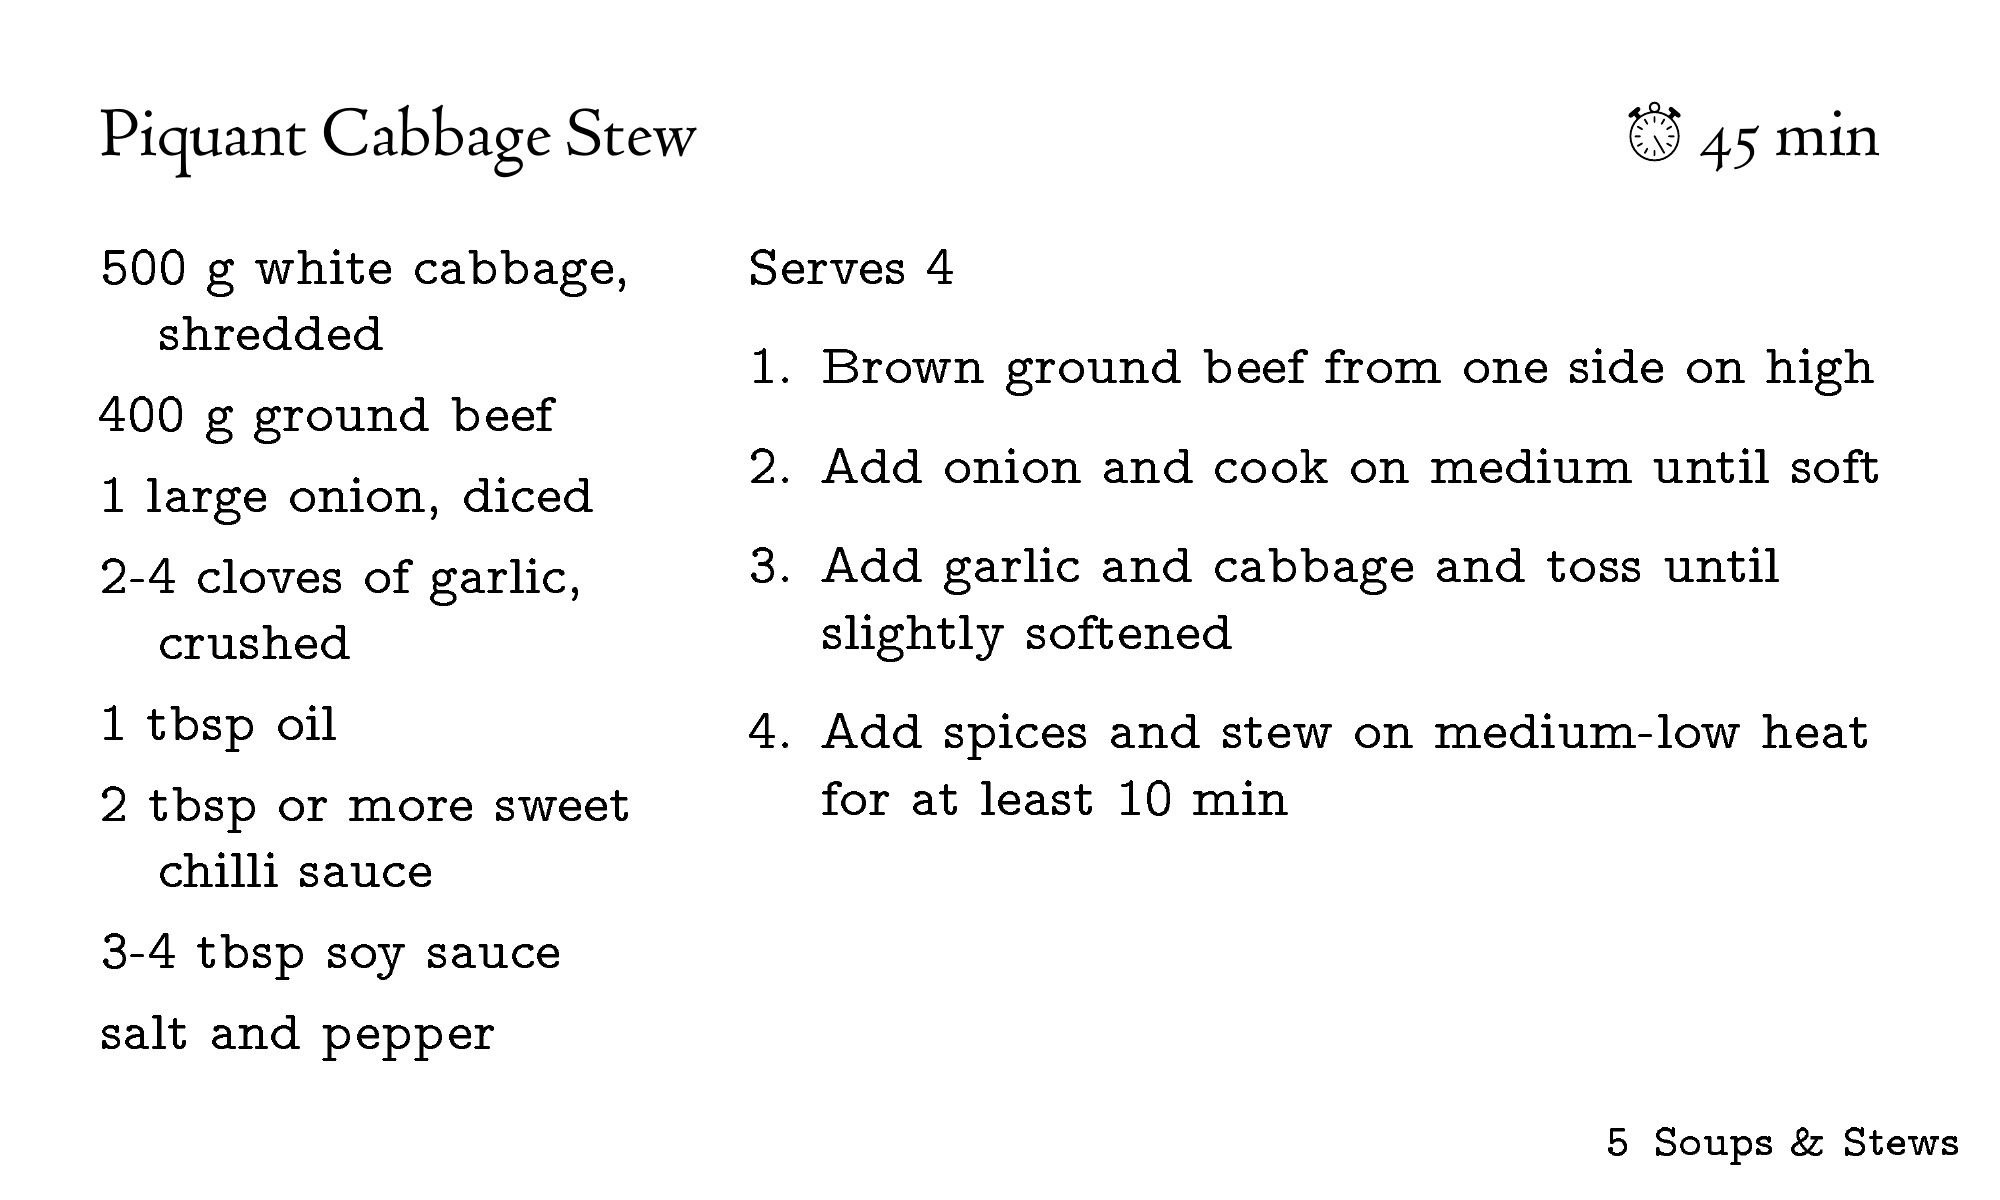 Piquant Cabbage Stew
45 min
500 g white cabbage,
shredded
400 g ground beef
1 large onion, diced
2-4 cloves of garlic,
crushed
1 tbsp oil
2 tbsp or more sweet
chilli sauce
3-4 tbsp soy sauce
salt and pepper
Serves 4
1. Brown ground beef from one side on high
2. Add onion and cook on medium until soft
3. Add garlic and cabbage and toss until
slightly softened
4. Add spices and stew on medium-low heat
for at least 10 min
5 Soups & Stews